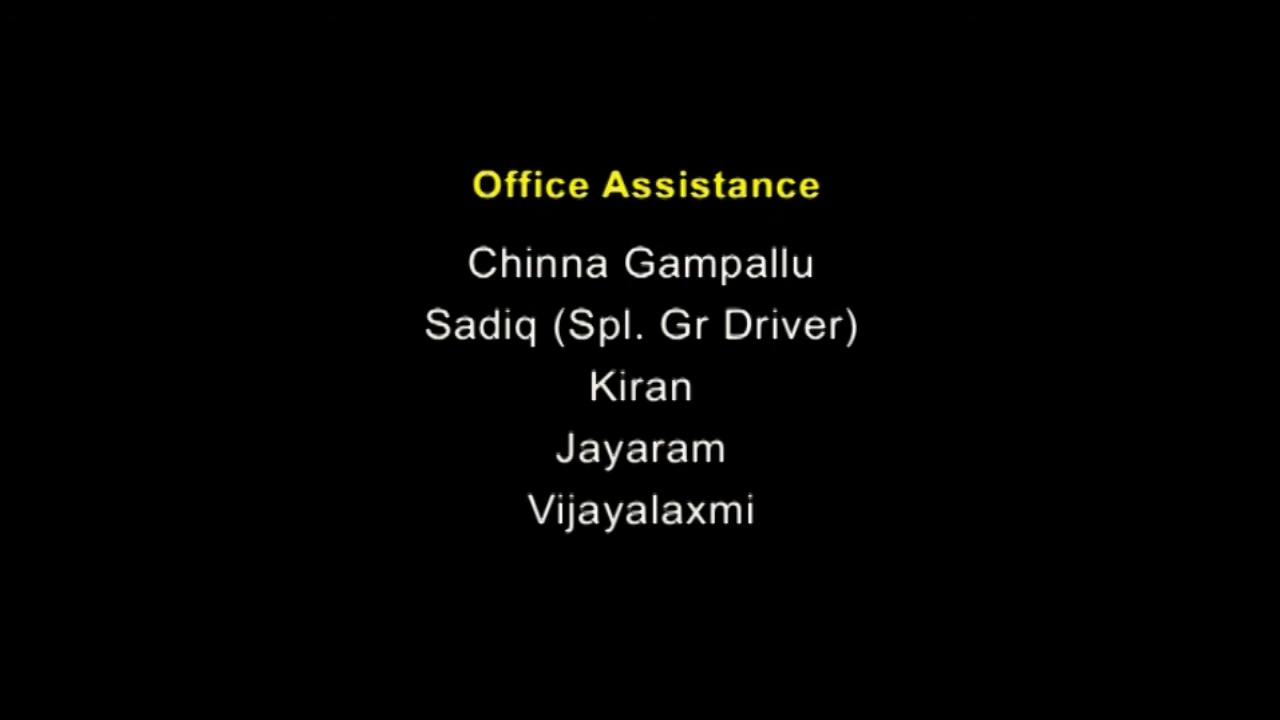 Office Assistance
Chinna Gampallu
Sadiq (Spl. Gr Driver)
Kiran
Jayaram
Vijayalaxmi